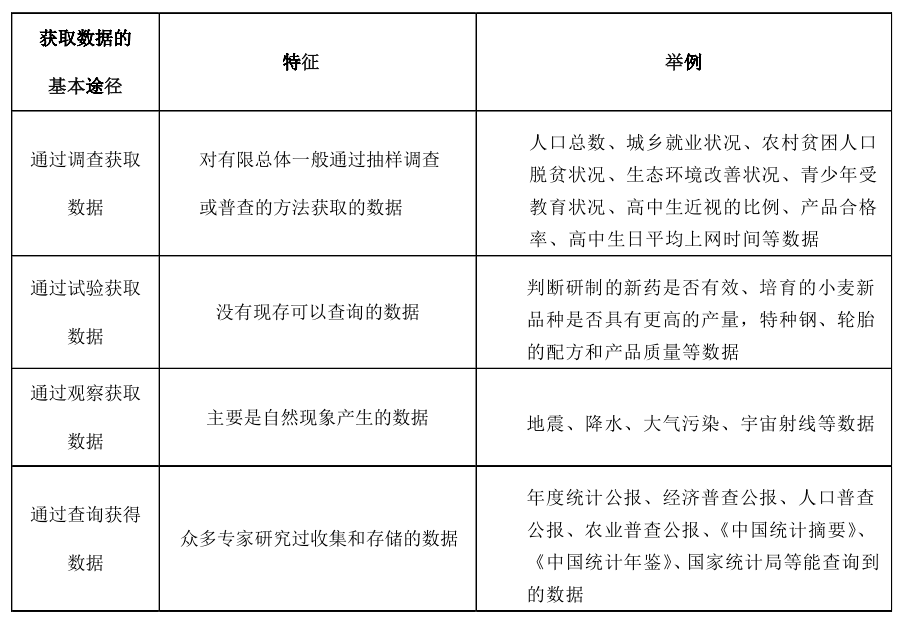 获取数据的
基本途径
特征
举例
通过调查获取
数据
对有限总体一般通过抽样调查
或普查的方法获取的数据
人口总数、城乡就业状况、农村贫困人口
脱贫状况、生态环境改善状况、青少年受
教育状况、高中生近视的比例、产品合格
率、高中生日平均上网时间等数据
通过试验获取
数据
没有现存可以查询的数据
判断研制的新药是否有效、培育的小麦新
品种是否具有更高的产量，特种钢、轮胎
的配方和产品质量等数据
通过观察获取
数据
主要是自然现象产生的数据
地震、降水、大气污染、宇宙射线等数据
通过查询获得
数据
众多专家研究过收集和存储的数据
年度统计公报、经济普查公报、人口普查
公报、农业普查公报、《中国统计摘要》、
《中国统计年鉴》、国家统计局等能查询到
的数据